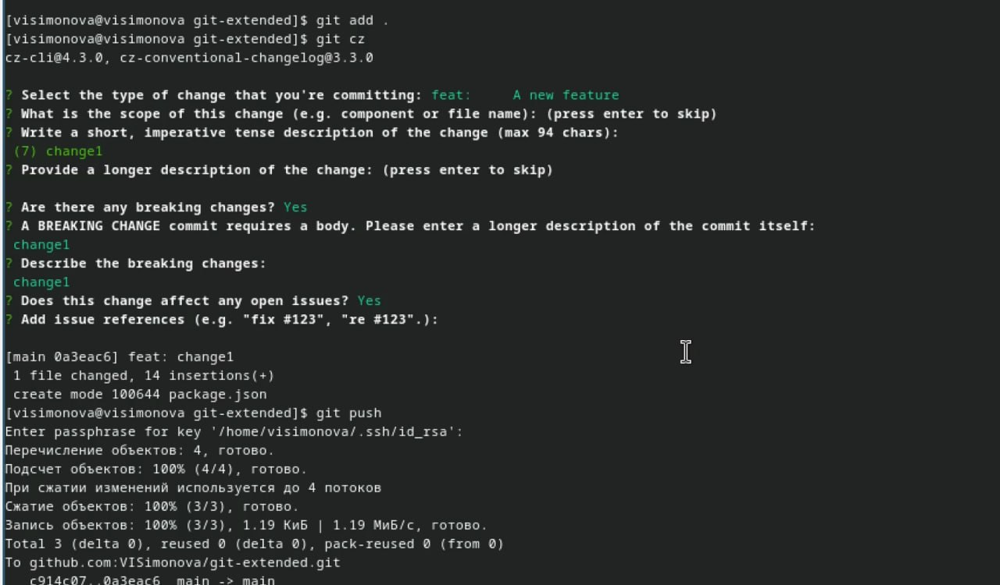 [visimonova@visimonova git-extended]$ git add .
[visimonova@visimonova git-extended]$ git cz
cz-cli@4.3.0, cz-conventional-changelog@3.3.0
? Select the type of change that you're committing: feat:     A new feature
? What is the scope of this change (e.g. component or file name): (press enter to skip)
? Write a short, imperative tense description of the change (max 94 chars):
(7) change1
? Provide a longer description of the change: (press enter to skip)
? Are there any breaking changes? Yes
? A BREAKING CHANGE commit requires a body. Please enter a longer description of the commit itself:
change1
? Describe the breaking changes:
change1
? Does this change affect any open issues? Yes
? Add issue references (e.g. "fix #123", "re #123".):
[main 0a3eac6] feat: change1
1 file changed, 14 insertions(+)
create mode 100644 package.json
[visimonova@visimonova git-extended]$ git push
Enter passphrase for key '/home/visimonova/.ssh/id_rsa':
Перечисление объектов: 4, готово.
Подсчет объектов: 100% (4/4), готово.
При сжатии изменений используется до 4 потоков
Сжатие объектов: 100% (3/3), готово.
Запись объектов: 100% (3/3), 1.19 КиБ | 1.19 МиБ/с, готово.
Total 3 (delta 0), reused 0 (delta 0), pack-reused 0 (from 0)
To github.com:VISimonova/git-extended.git
c914c07..0a3eac6  main -> main